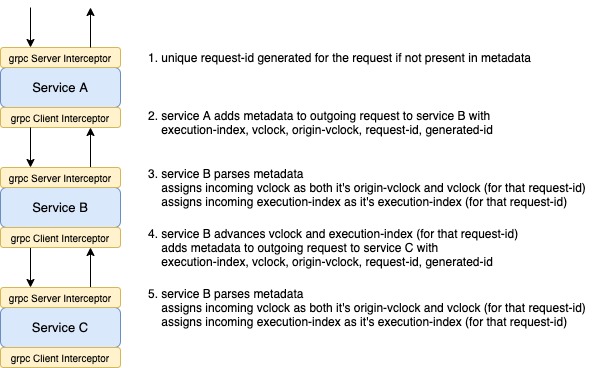 grpc Server Interceptor
1. unique request-id generated for the request if not present in metadata
Service A
grpc Client Interceptor
2. service A adds metadata to outgoing request to service B with
execution-index, vclock, origin-vclock, request-id, generated-id
grpc Server Interceptor
3. service B parses metadata
assigns incoming vclock as both it's origin-vclock and vclock (for that request-id)
assigns incoming execution-index as it's execution-index (for that request-id)
Service B
grpc Client Interceptor
4. service B advances vclock and execution-index (for that request-id)
adds metadata to outgoing request to service C with
execution-index, vclock, origin-vclock, request-id, generated-id
grpc Server Interceptor
5. service B parses metadata
assigns incoming vclock as both it's origin-vclock and vclock (for that request-id)
assigns incoming execution-index as it's execution-index (for that request-id)
Service C
grpc Client Interceptor